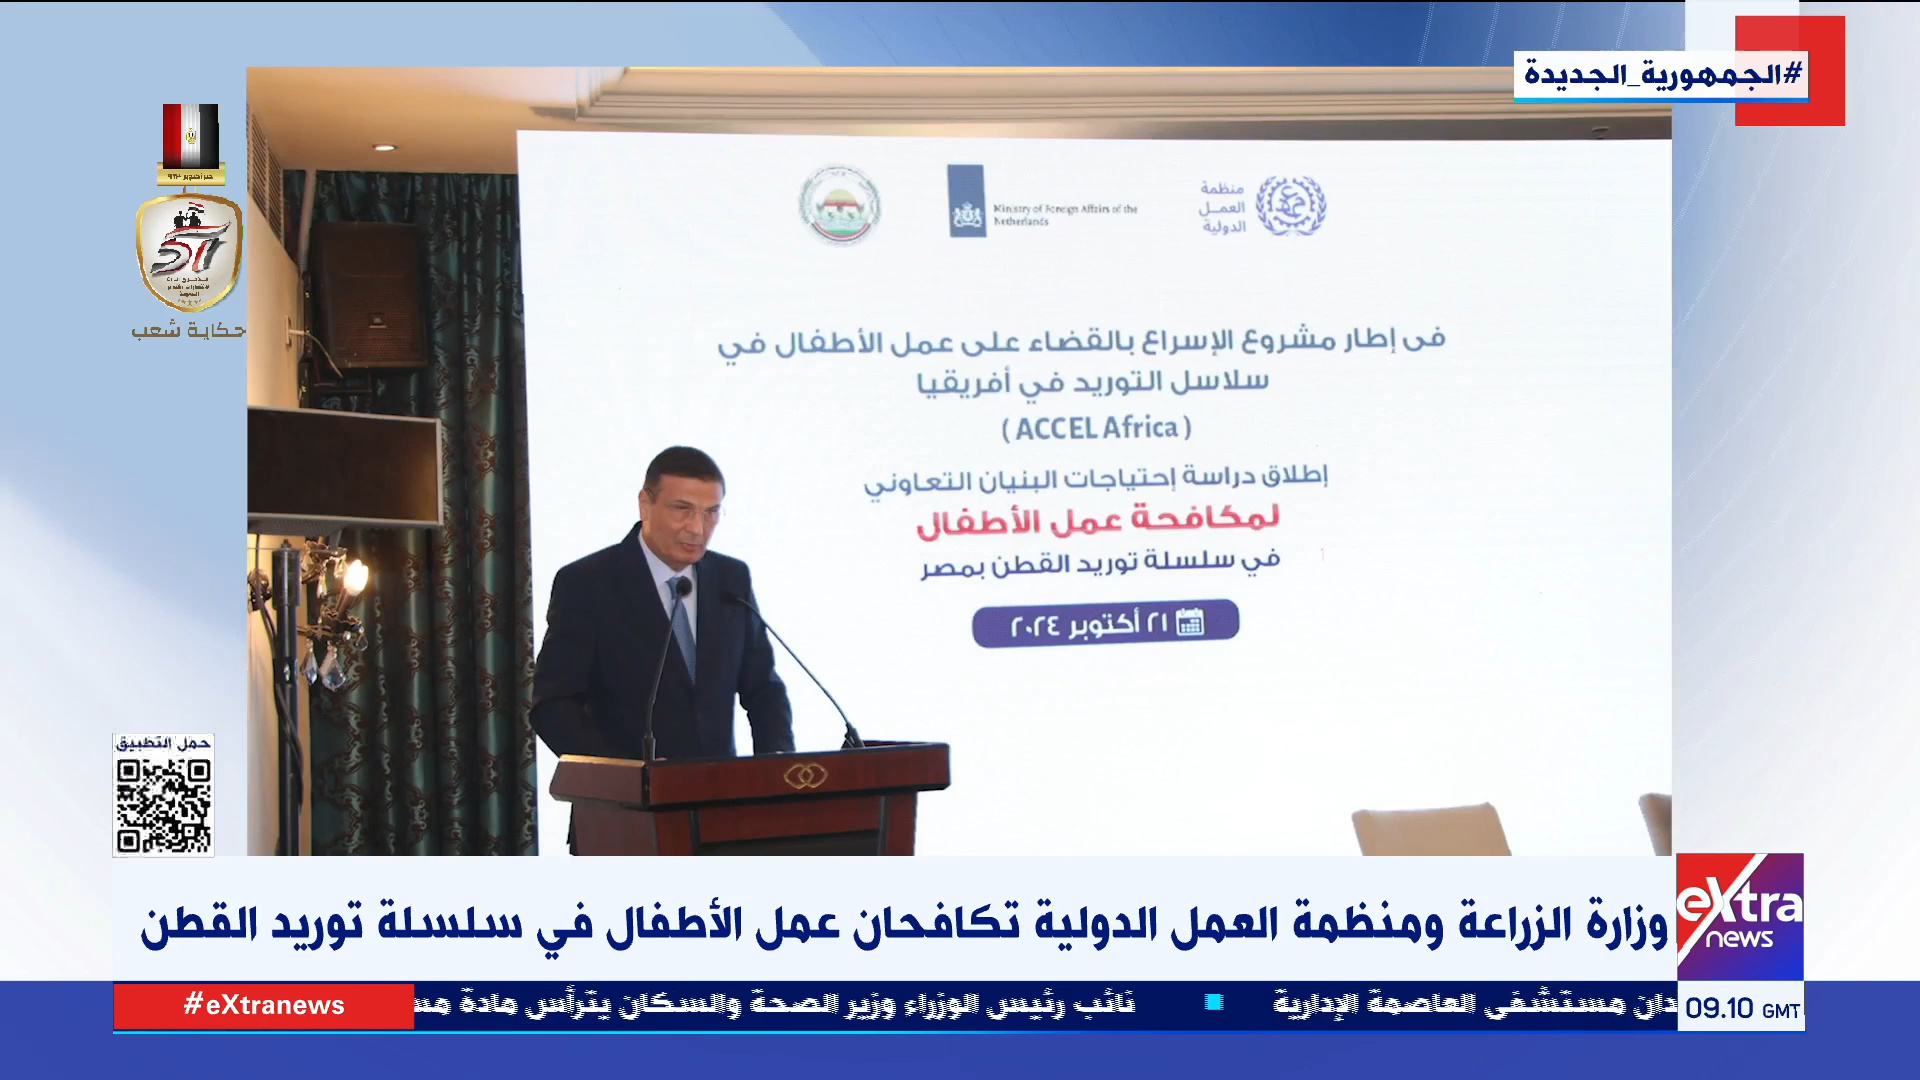 #الجمهورية_الجديدة
حكاية شعب
منظمة
العمل
الدولية
Ministry of Foreign Affairs of the
Netherlands
فى إطار مشروع الإسراع بالقضاء على عمل الأطفال في
سلاسل التوريد في أفريقيا
( ACCEL Africa )
إطلاق دراسة إحتياجات البنيان التعاوني
لمكافحة عمل الأطفال
في سلسلة توريد القطن بمصر
٢١ أكتوبر ٢٠٢٤
حمل التطبيق
وزارة الزراعة ومنظمة العمل الدولية تكافحان عمل الأطفال في سلسلة توريد القطن
eXtra
news
#eXtranews
دان مستشفى العاصمة الإدارية
نائب رئيس الوزراء وزير الصحة والسكان يترأس مادة مس
09.10 GMT